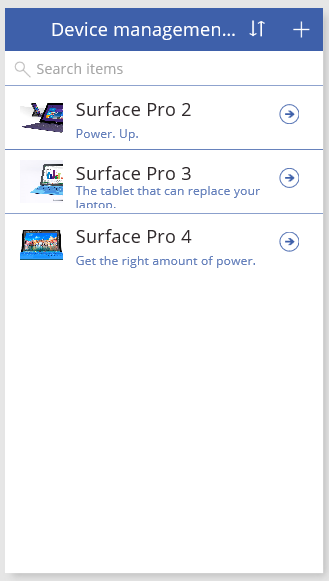 Device managemen...
Search items
Surface Pro 2
Power. Up.
Surface Pro 3
The tablet that can replace your
laptop.
Surface Pro 4
Get the right amount of power.